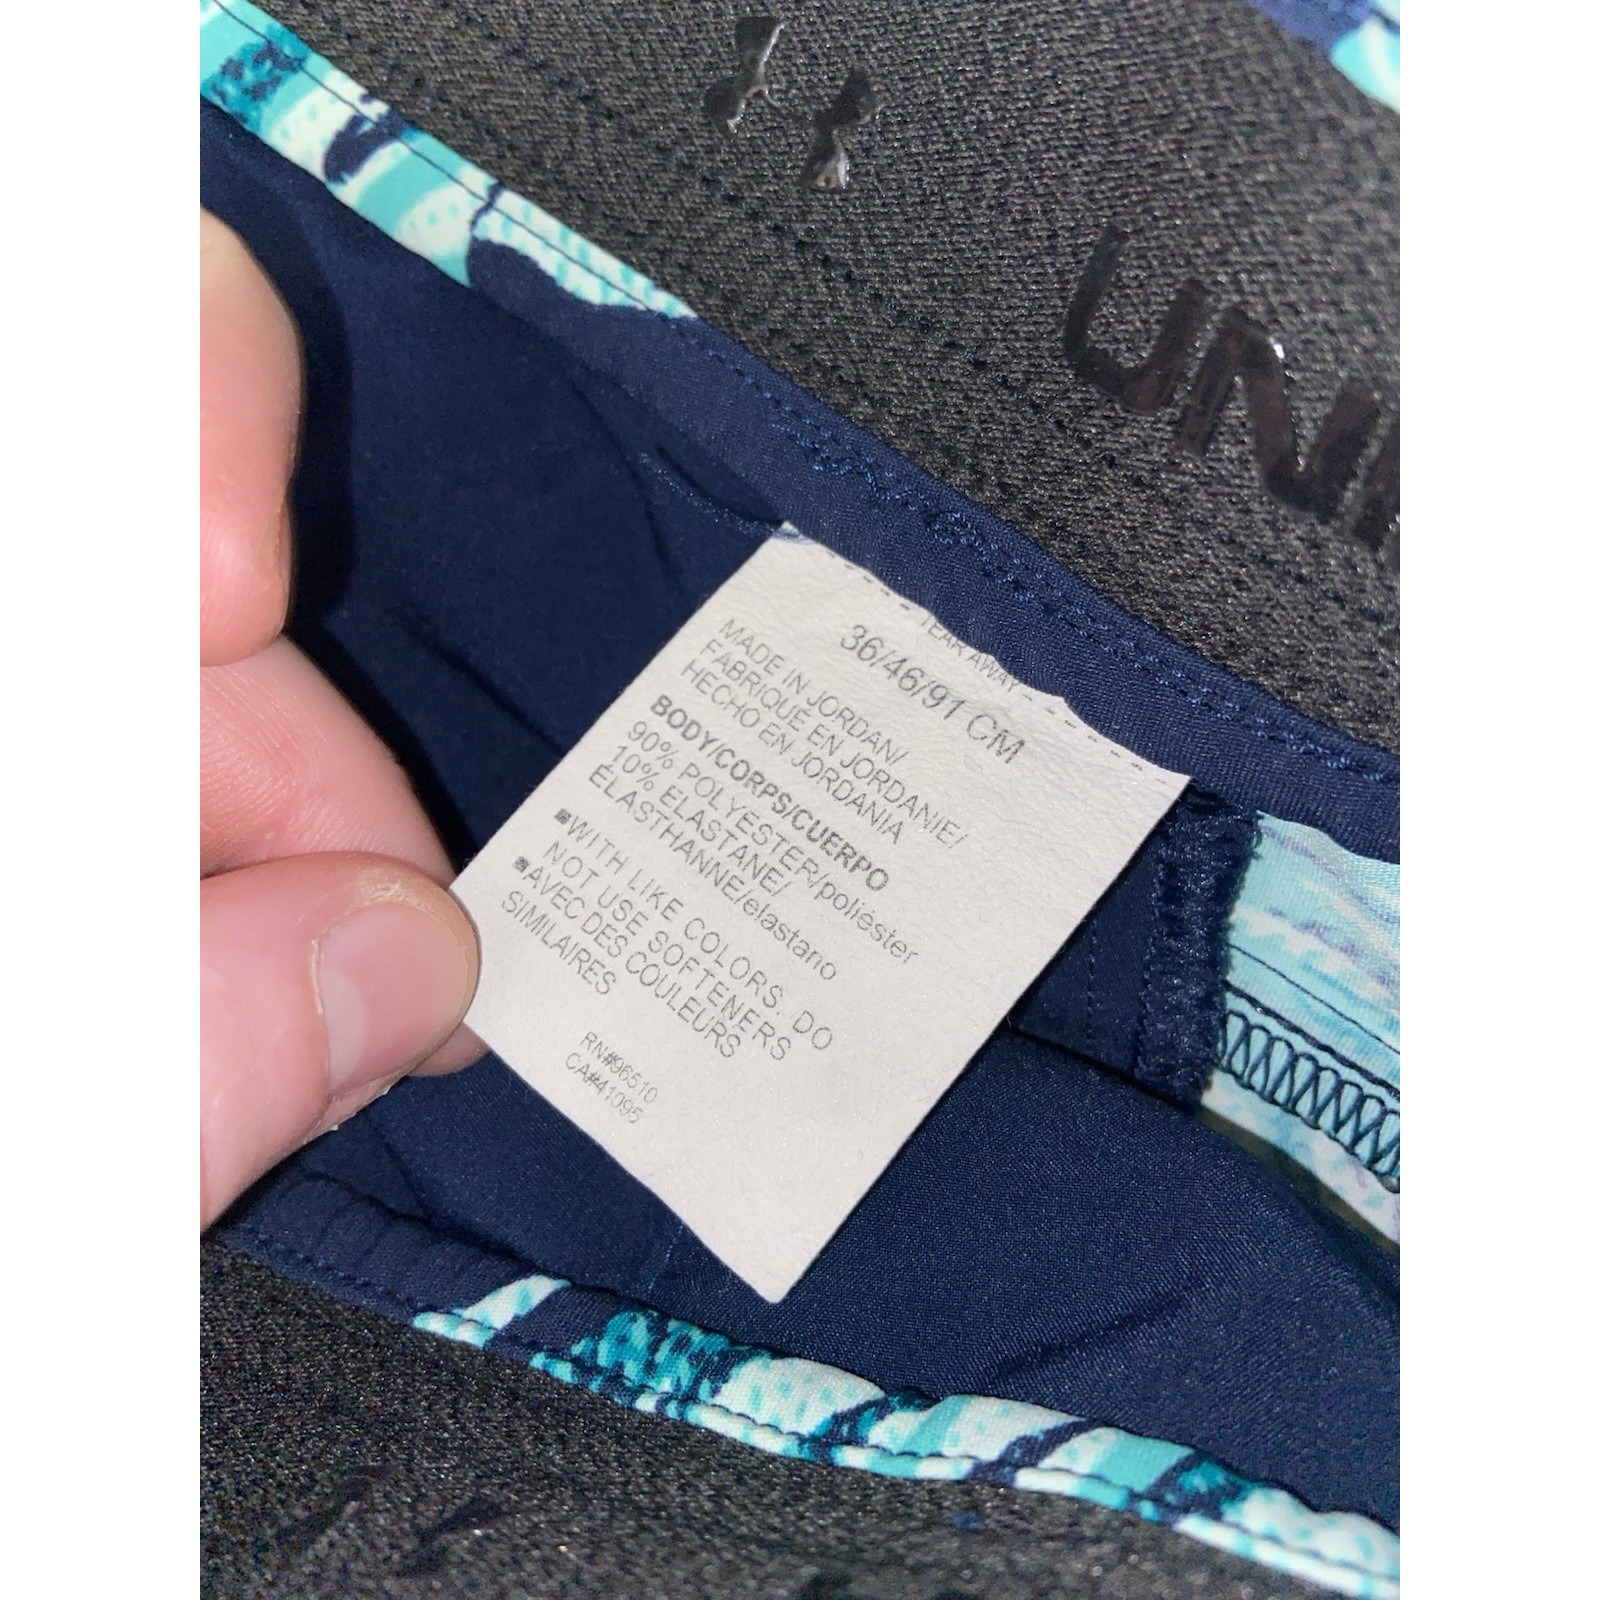 UN
TEAR AWAY
36/46/91 CM
MADE IN JORDAN/
FABRIQUÉ EN JORDANIE/
HECHO EN JORDANIA
BODY/CORPS/CUERPO
90% POLYESTER/poliéster
10% ELASTANE/
ÉLASTHANNE/elastano
WITH LIKE COLORS. DO
NOT USE SOFTENERS
AVEC DES COULEURS
SIMILAIRES
RN#96510
CA#41095